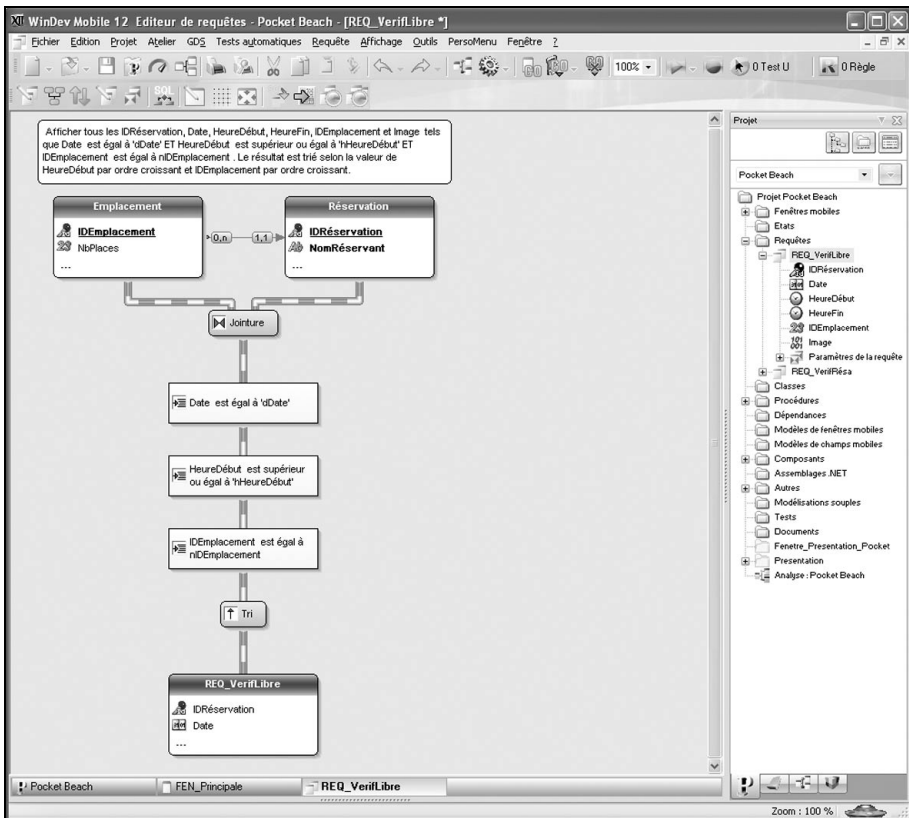 WinDev Mobile 12 Editeur de requêtes - Pocket Beach - [REQ_VerifLibre *]
Fichier Edition Projet Atelier GDS Tests automatiques Requête Affichage Outils PersoMenu Fenêtre ?
100% 0 Test U 0 Règle
SQL
Afficher tous les IDRéservation, Date, HeureDébut, HeureFin, IDEmplacement et Image tels
que Date est égal à 'dDate' ET HeureDébut est supérieur ou égal à 'hHeureDébut' ET
IDEmplacement est égal à nIDEmplacement . Le résultat est trié selon la valeur de
HeureDébut par ordre croissant et IDEmplacement par ordre croissant.
Emplacement
IDEmplacement
NbPlaces
...
0,n
1,1
Réservation
IDRéservation
NomRéservant
...
Jointure
Date est égal à 'dDate'
HeureDébut est supérieur
ou égal à 'hHeureDébut'
IDEmplacement est égal à
nIDEmplacement
Tri
REQ_VerifLibre
IDRéservation
Date
...
Projet
Pocket Beach
Projet Pocket Beach
Fenêtres mobiles
Etats
Requêtes
REQ_VerifLibre
IDRéservation
Date
HeureDébut
HeureFin
IDEmplacement
Image
Paramètres de la requête
REQ_VerifRésa
Classes
Procédures
Dépendances
Modèles de fenêtres mobiles
Modèles de champs mobiles
Composants
Assemblages .NET
Autres
Modélisations souples
Tests
Documents
Fenetre_Presentation_Pocket
Presentation
Analyse : Pocket Beach
Pocket Beach FEN_Principale REQ_VerifLibre
Zoom : 100 %